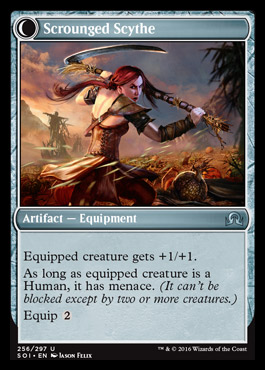 Scrounged Scythe
Artifact — Equipment
Equipped creature gets +1/+1.
As long as equipped creature is a
Human, it has menace. (It can't be
blocked except by two or more creatures.)
Equip 2
256/297 U
SOI • EN Jason Felix
™ & © 2016 Wizards of the Coast